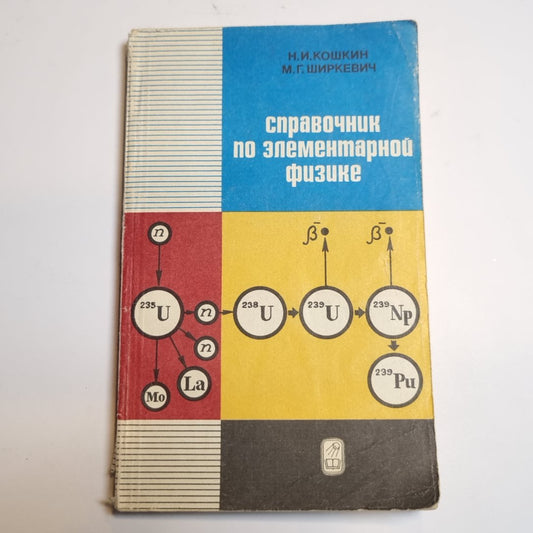 Н.И.КОШКИН
М.Г.ШИРКЕВИЧ
справочник
по элементарной
физике
β⁻ β⁻
n
²³⁵U n ²³⁸U ²³⁹U ²³⁹Np
n
Mo La ²³⁹Pu